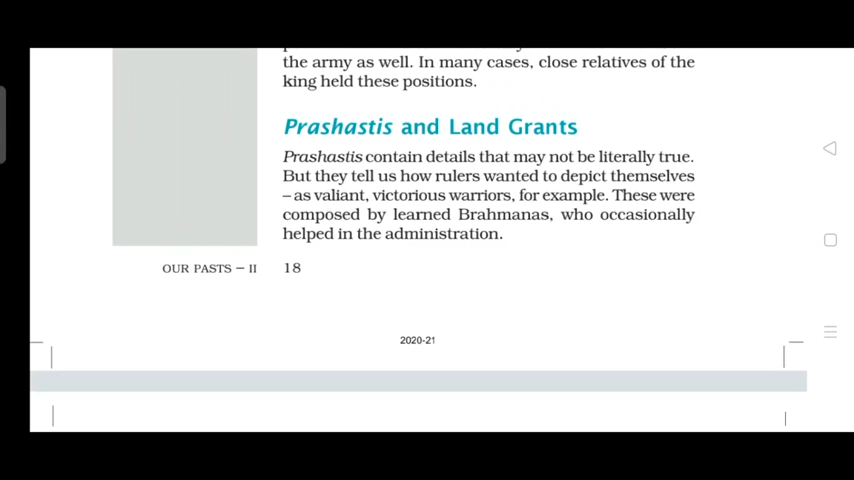 the army as well. In many cases, close relatives of the
king held these positions.
Prashastis and Land Grants
Prashastis contain details that may not be literally true.
But they tell us how rulers wanted to depict themselves
– as valiant, victorious warriors, for example. These were
composed by learned Brahmanas, who occasionally
helped in the administration.
OUR PASTS – II 18
2020-21